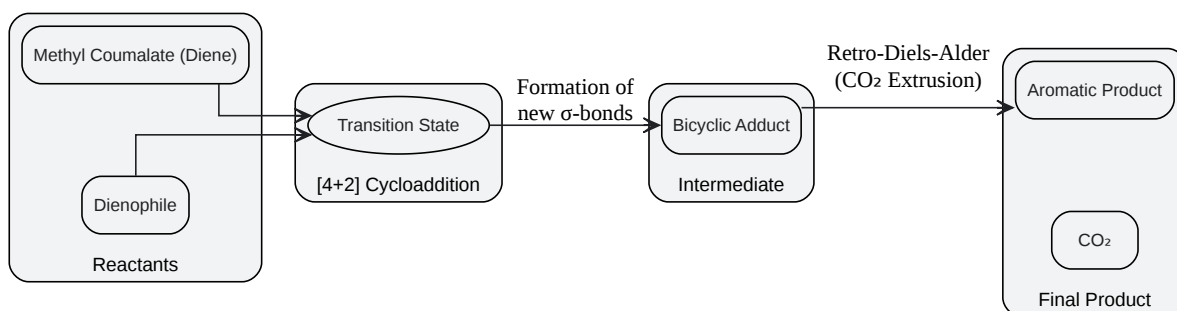 Methyl Coumalate (Diene)
Dienophile
Reactants
Transition State
[4+2] Cycloaddition
Formation of
new σ-bonds
Bicyclic Adduct
Intermediate
Retro-Diels-Alder
(CO₂ Extrusion)
Aromatic Product
CO₂
Final Product